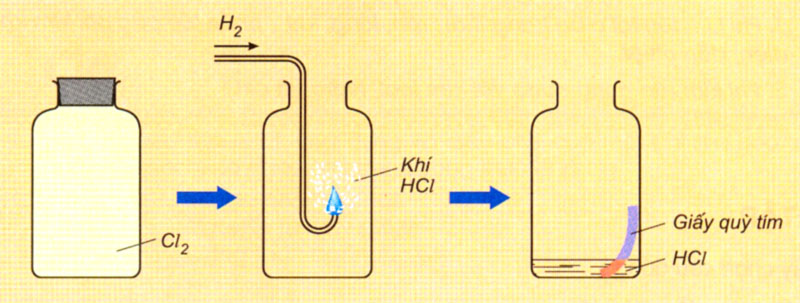 H₂
Cl₂
Khí
HCl
Giấy quỳ tím
HCl